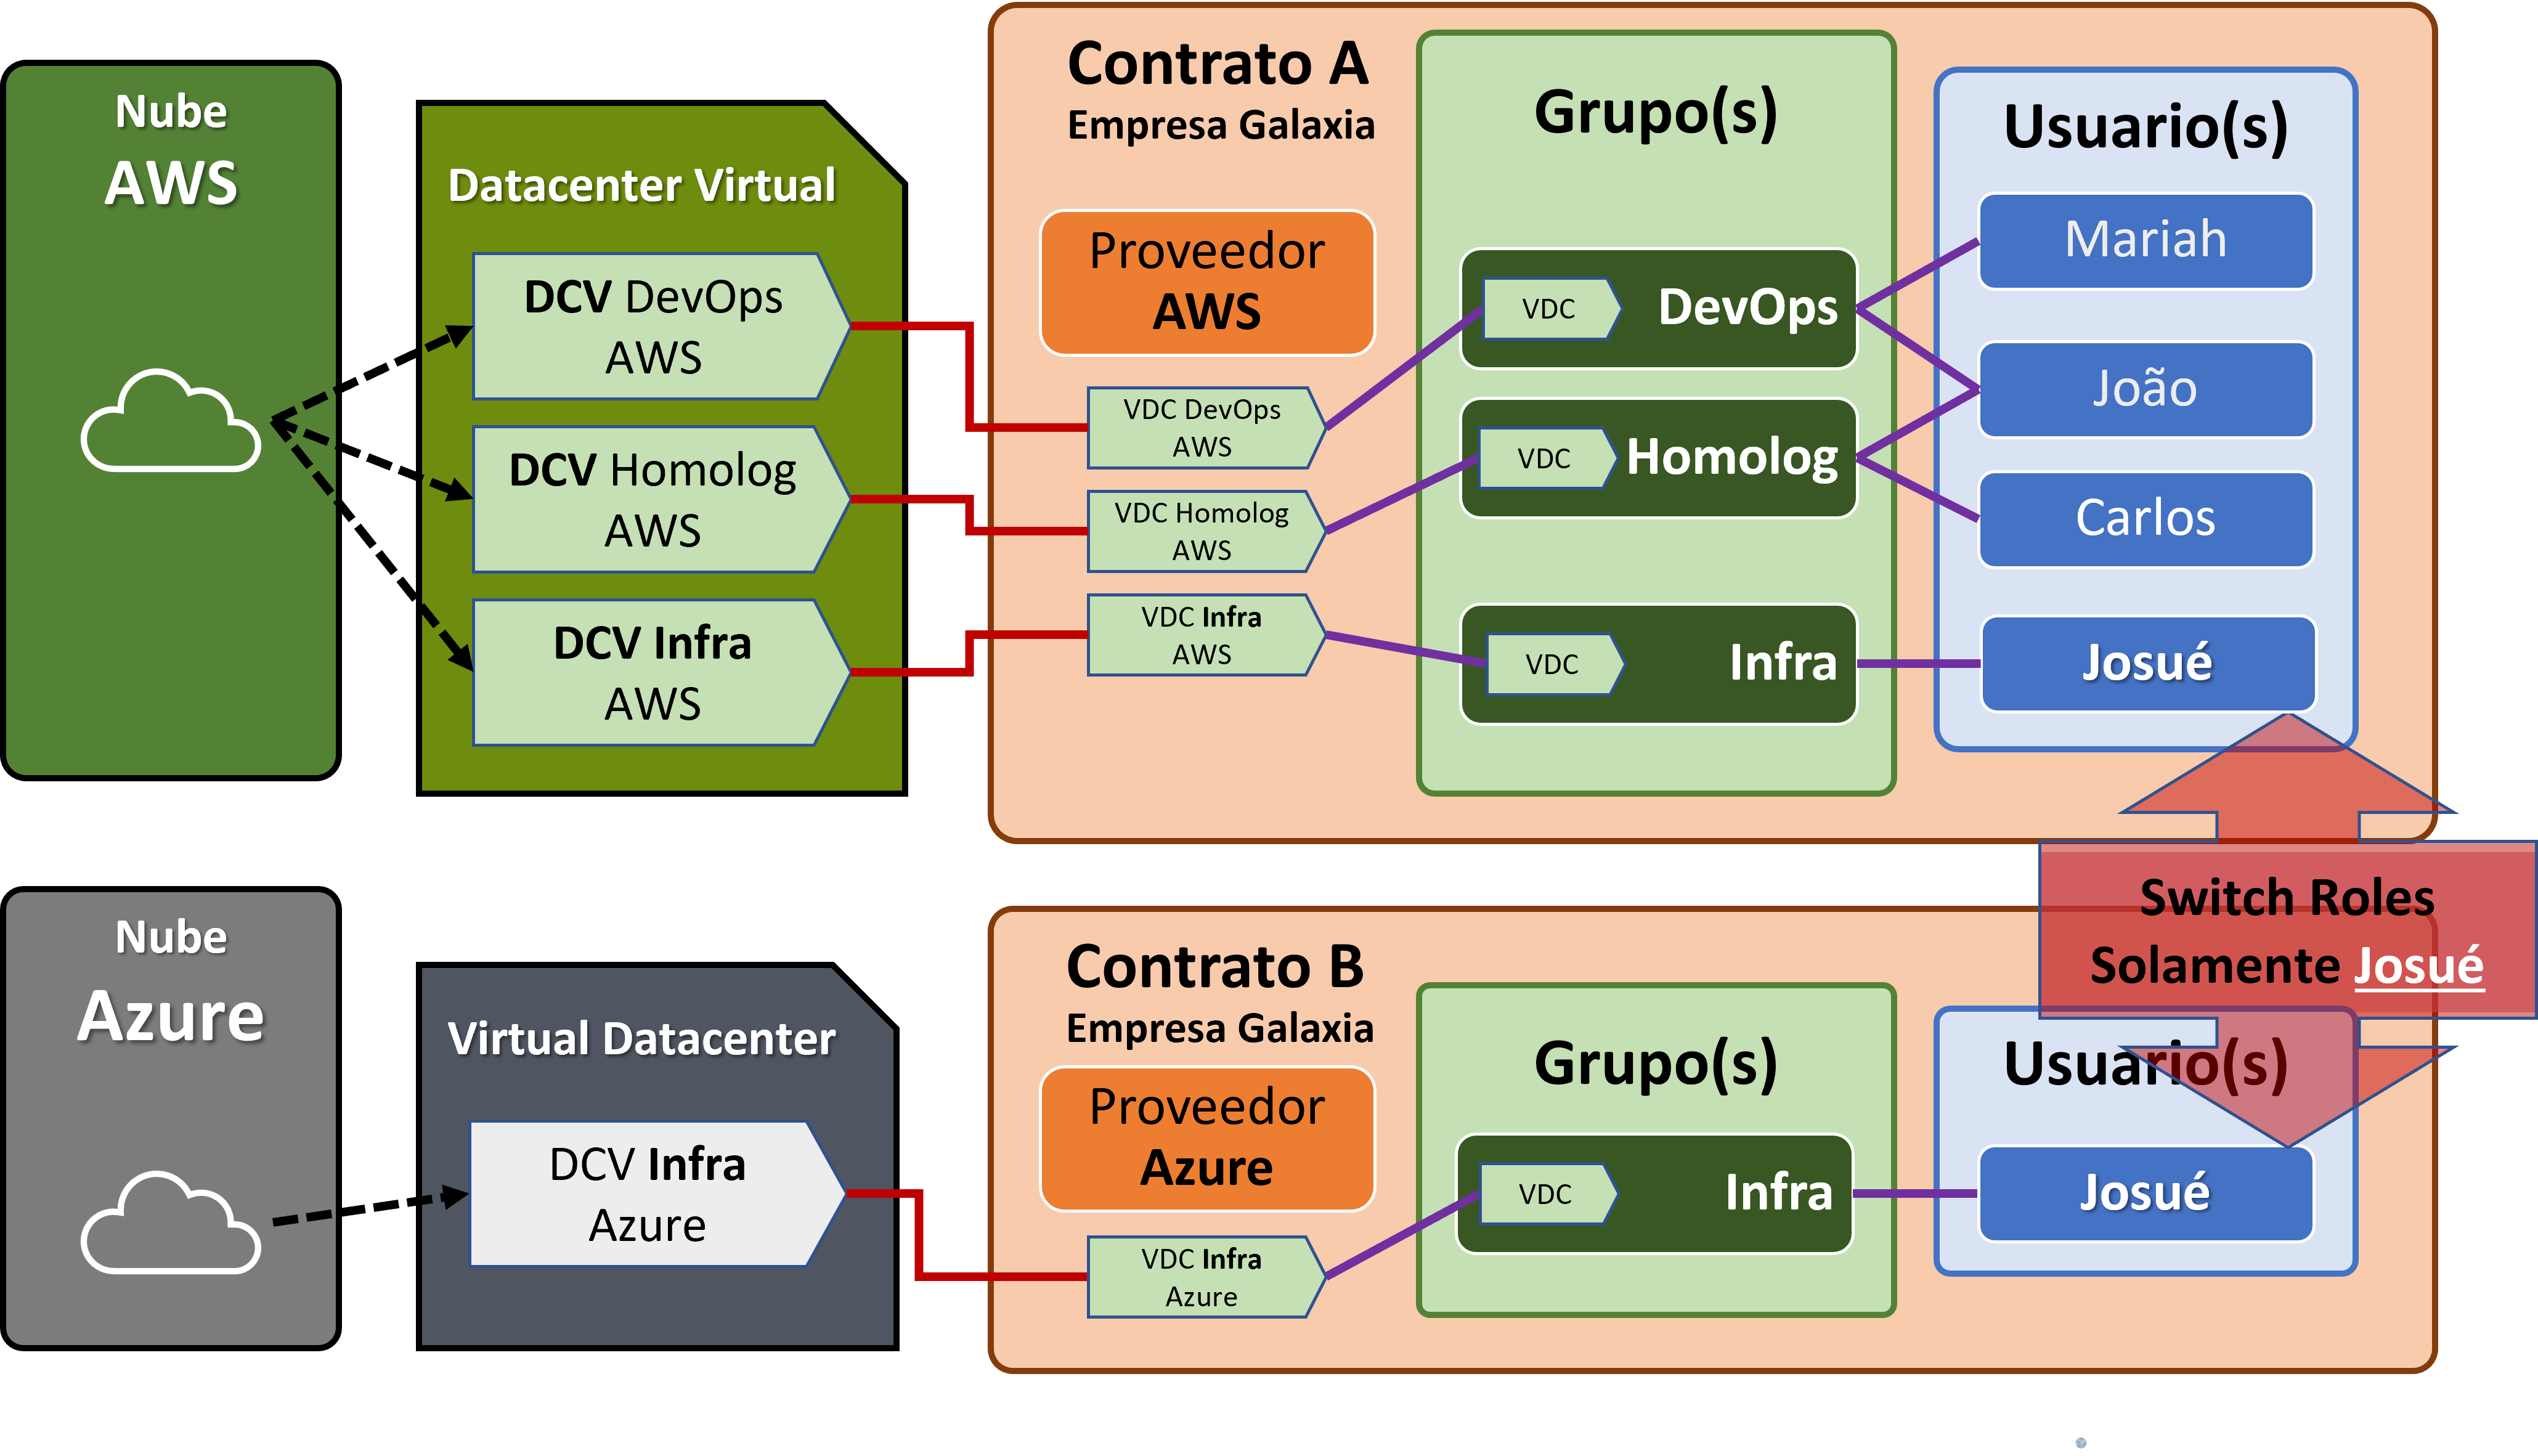 Nube
AWS
Datacenter Virtual
DCV DevOps
AWS
DCV Homolog
AWS
DCV Infra
AWS
Contrato A
Empresa Galaxia
Proveedor
AWS
VDC DevOps
AWS
VDC Homolog
AWS
VDC Infra
AWS
Grupo(s)
VDC
DevOps
VDC
Homolog
VDC
Infra
Usuario(s)
Mariah
João
Carlos
Josué
Switch Roles
Solamente Josué
Nube
Azure
Virtual Datacenter
DCV Infra
Azure
Contrato B
Empresa Galaxia
Proveedor
Azure
VDC Infra
Azure
Grupo(s)
VDC
Infra
Usuario(s)
Josué